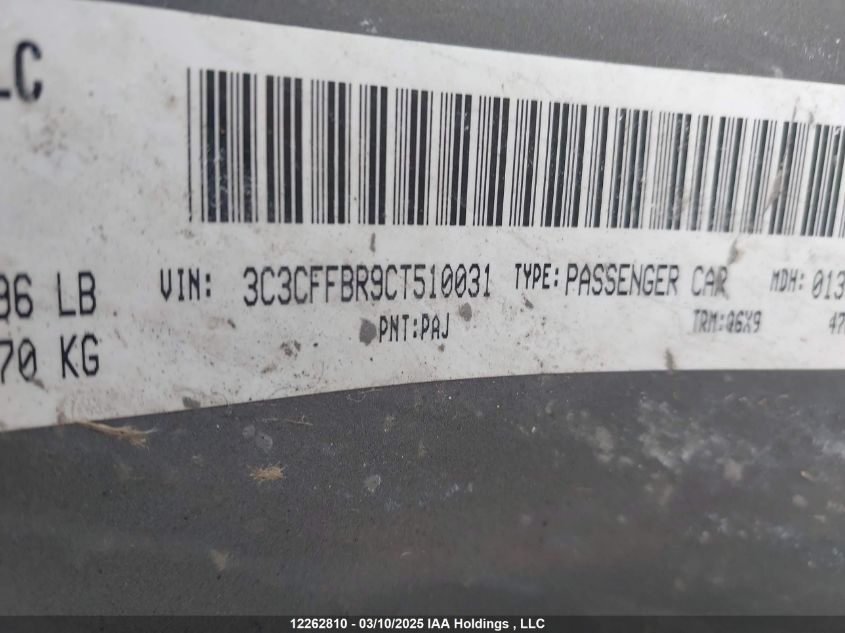 LC
96 LB VIN: 3C3CFFBR9CT510031 TYPE: PASSENGER CAR MDH: 013
70 KG PNT:PAJ TRM:Q6X9 47
12262810 - 03/10/2025 IAA Holdings , LLC